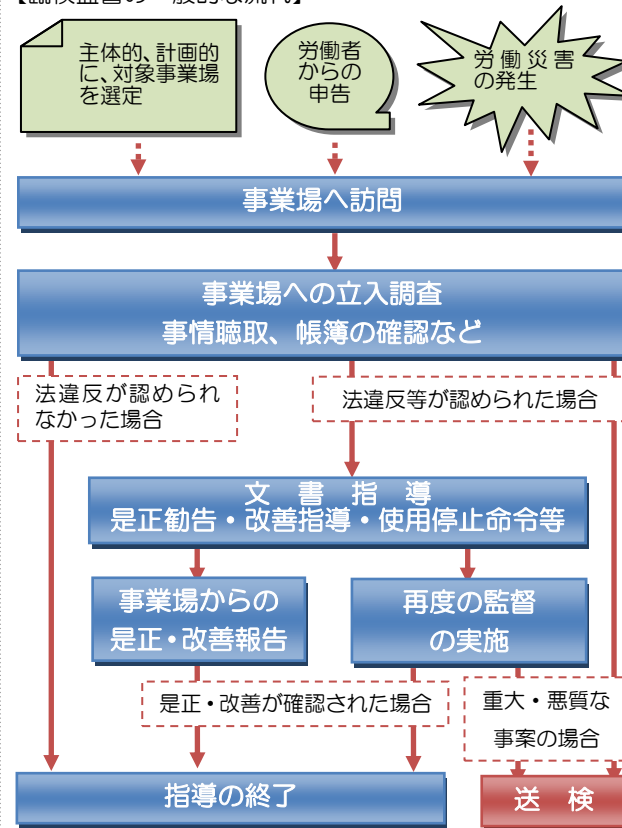 主体的、計画的
に、対象事業場
を選定
労働者
からの
申告
労働災害
の発生
事業場へ訪問
事業場への立入調査
事情聴取、帳簿の確認など
法違反が認められ
なかった場合
法違反等が認められた場合
文書指導
是正勧告・改善指導・使用停止命令等
事業場からの
是正・改善報告
再度の監督
の実施
是正・改善が確認された場合
重大・悪質な
事案の場合
指導の終了
送検